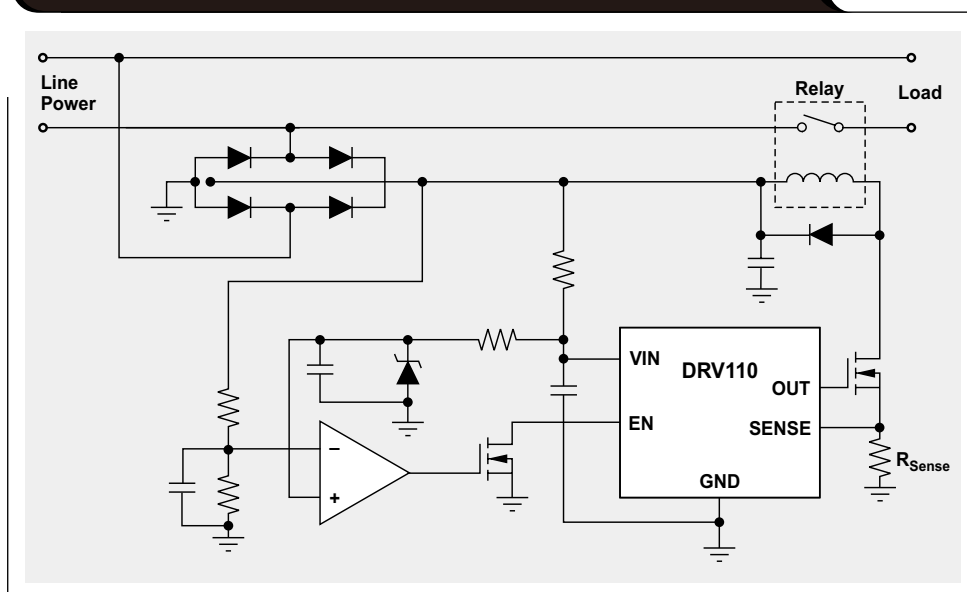 Line
Power
Relay
Load
VIN
DRV110
OUT
EN
SENSE
GND
RSense
−
+